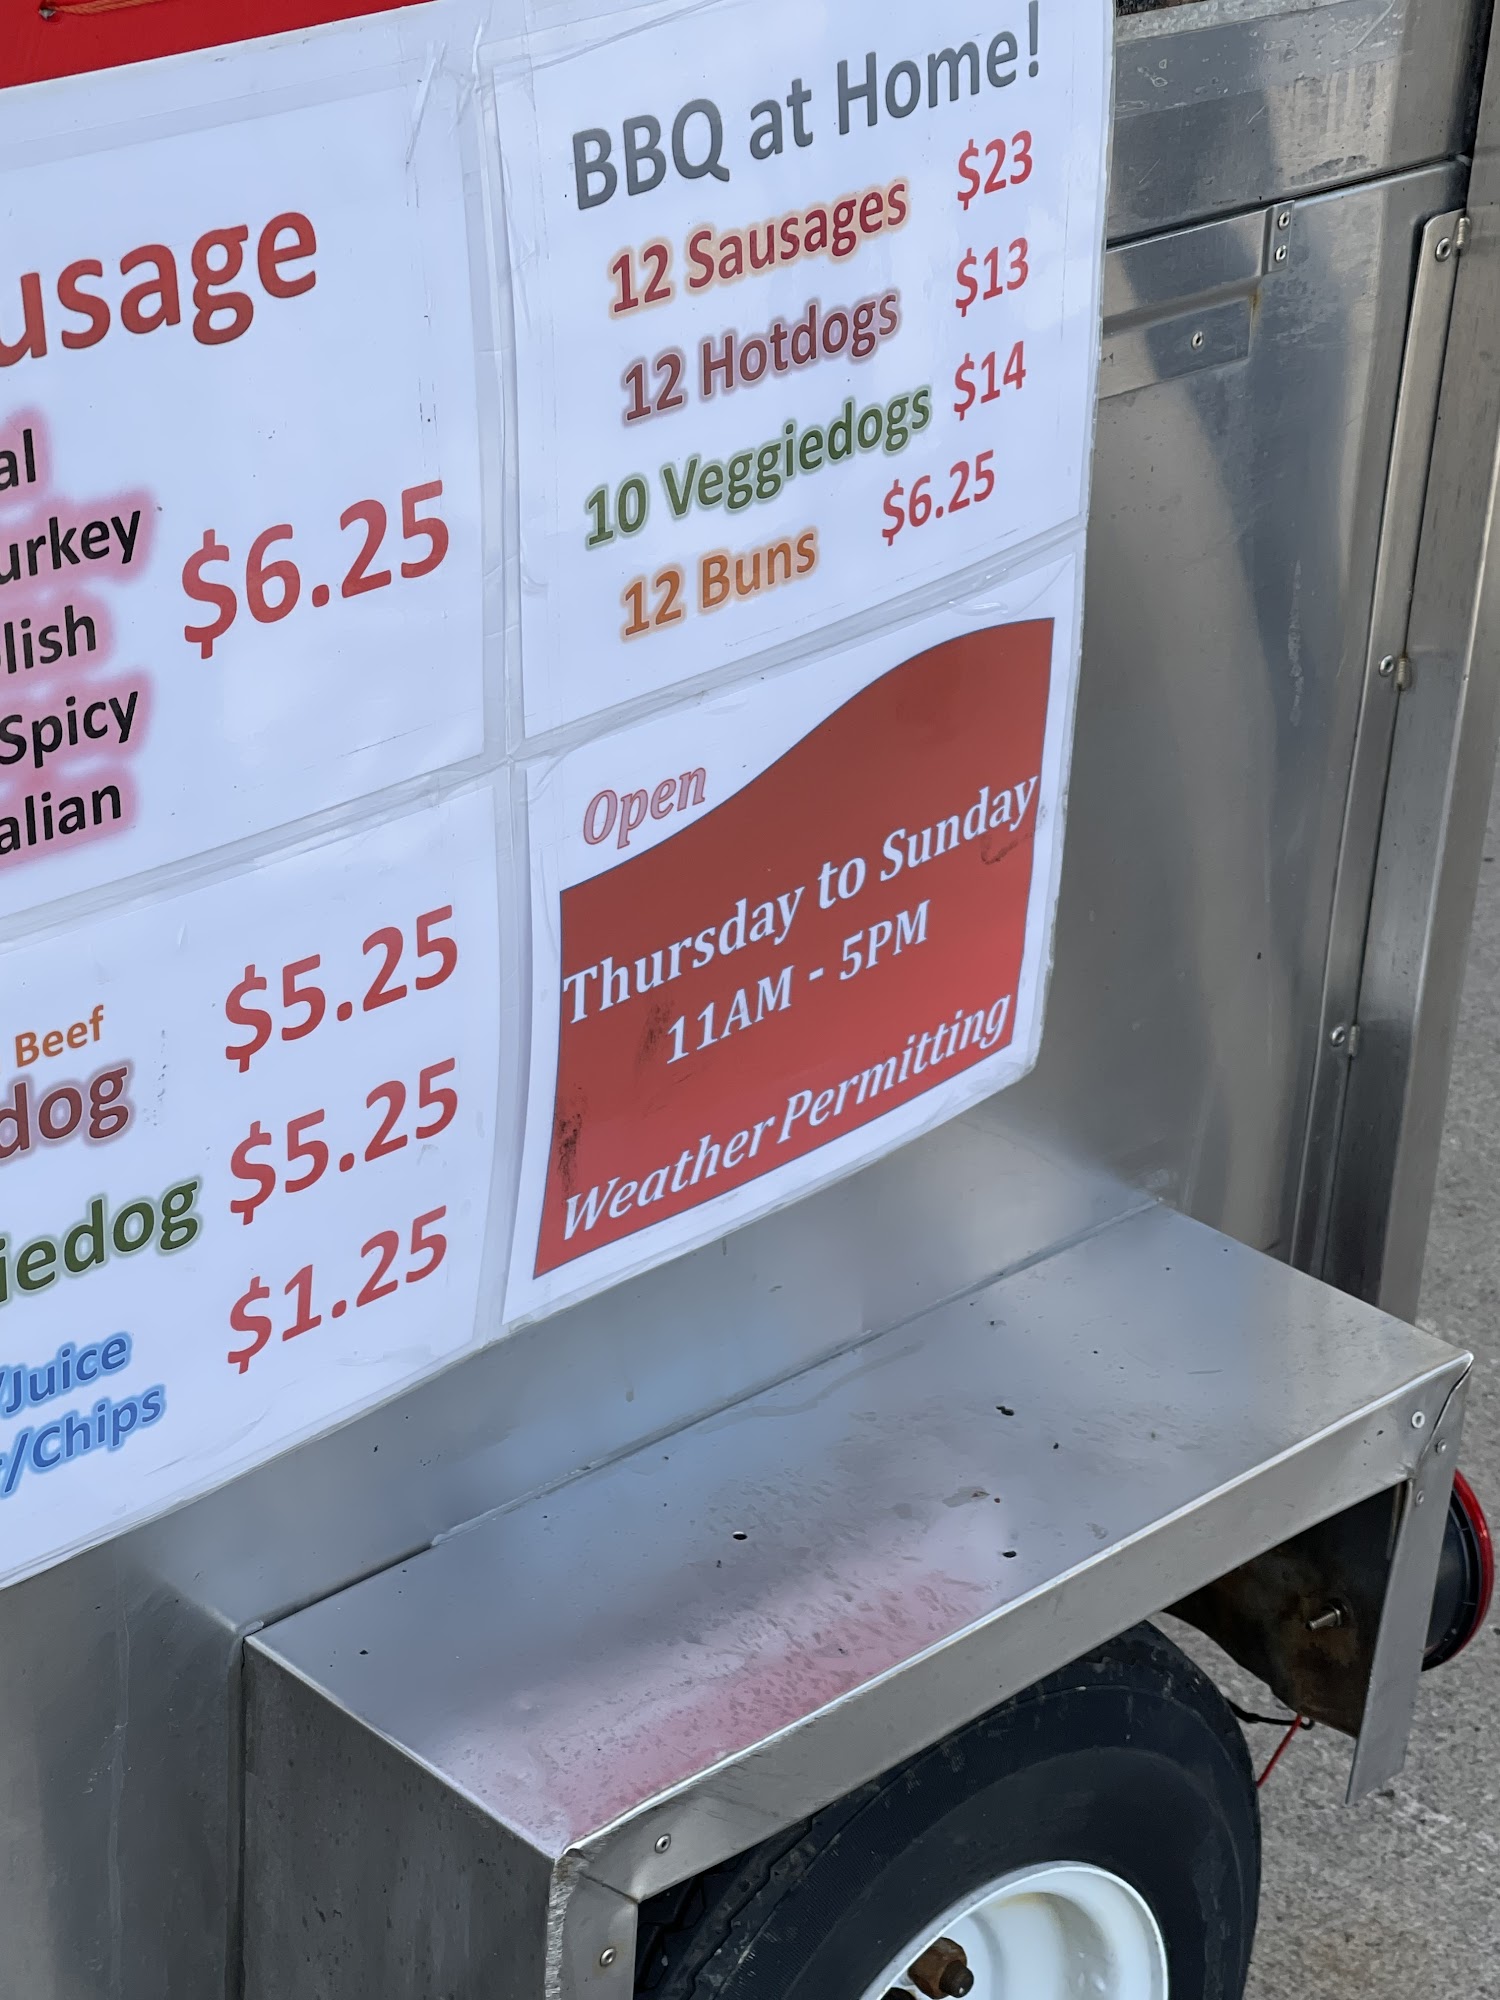 usage
al
urkey
lish
Spicy
alian
$6.25
Beef
dog
iedog
/Juice
/Chips
$5.25
$5.25
$1.25
BBQ at Home!
12 Sausages $23
12 Hotdogs $13
10 Veggiedogs $14
12 Buns $6.25
Open
Thursday to Sunday
11AM - 5PM
Weather Permitting